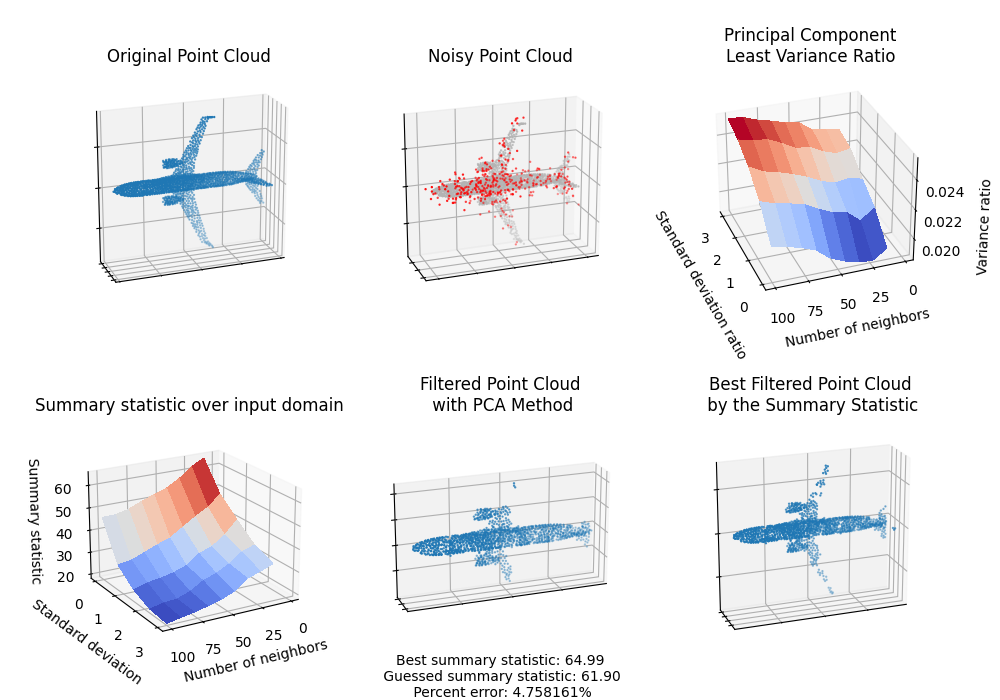 Original Point Cloud
Noisy Point Cloud
Principal Component
Least Variance Ratio
0.024
0.022
0.020
Variance ratio
3
2
1
0
Standard deviation ratio
100
75
50
25
0
Number of neighbors
Summary statistic over input domain
60
50
40
30
20
Summary statistic
0
1
2
3
Standard deviation
100
75
50
25
0
Number of neighbors
Filtered Point Cloud
with PCA Method
Best summary statistic: 64.99
Guessed summary statistic: 61.90
Percent error: 4.758161%
Best Filtered Point Cloud
by the Summary Statistic